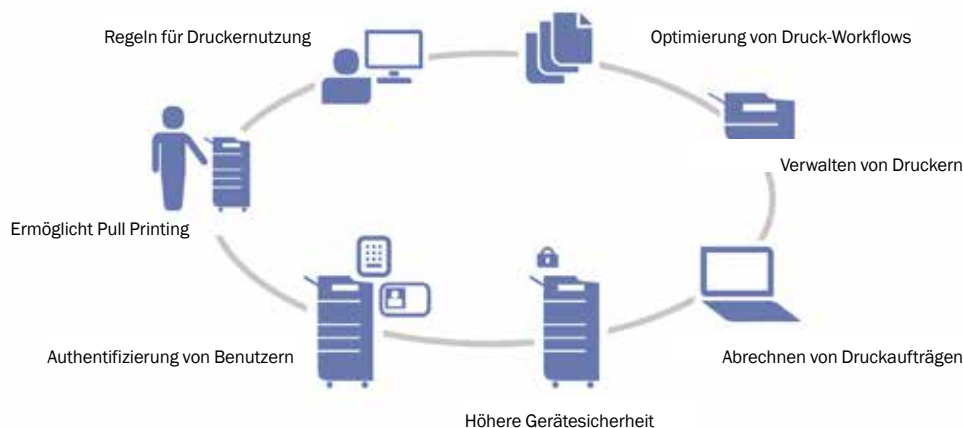 Regeln für Druckernutzung
Optimierung von Druck-Workflows
Verwalten von Druckern
Ermöglicht Pull Printing
Authentifizierung von Benutzern
Abrechnen von Druckaufträgen
Höhere Gerätesicherheit